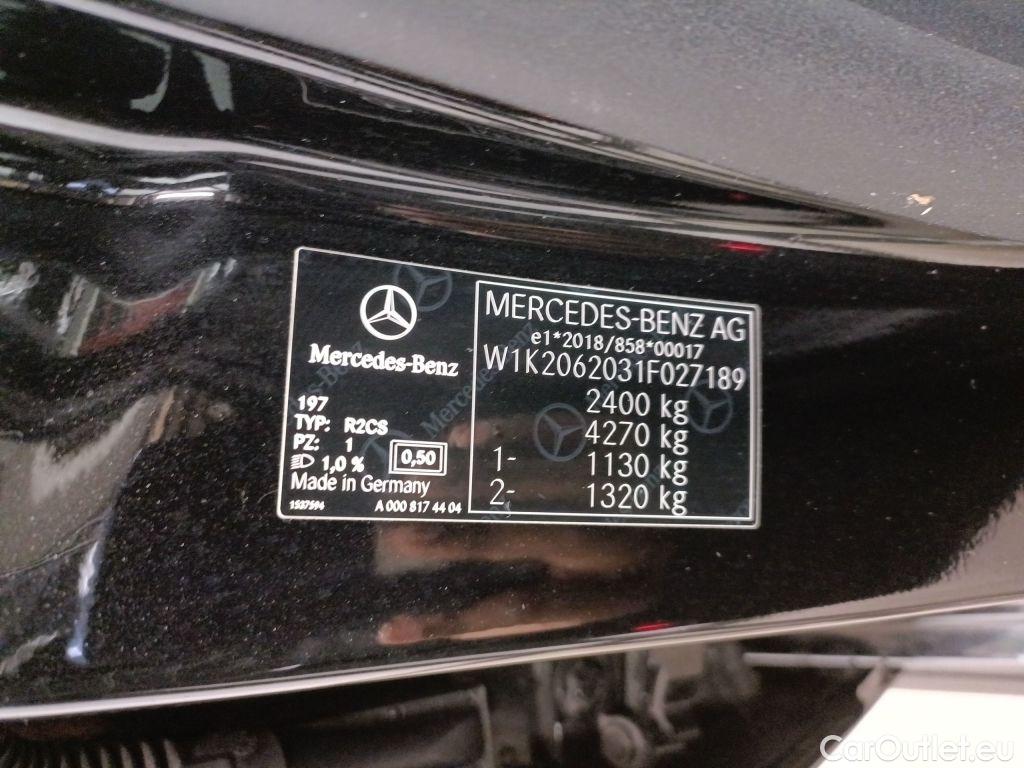 Mercedes-Benz
197
TYP: R2CS
PZ: 1
1,0 %
0,50
Made in Germany
1537594
A 000 817 44 04
MERCEDES-BENZ AG
e1*2018/858*00017
W1K2062031F027189
2400 kg
4270 kg
1- 1130 kg
2- 1320 kg
CarOutlet.eu